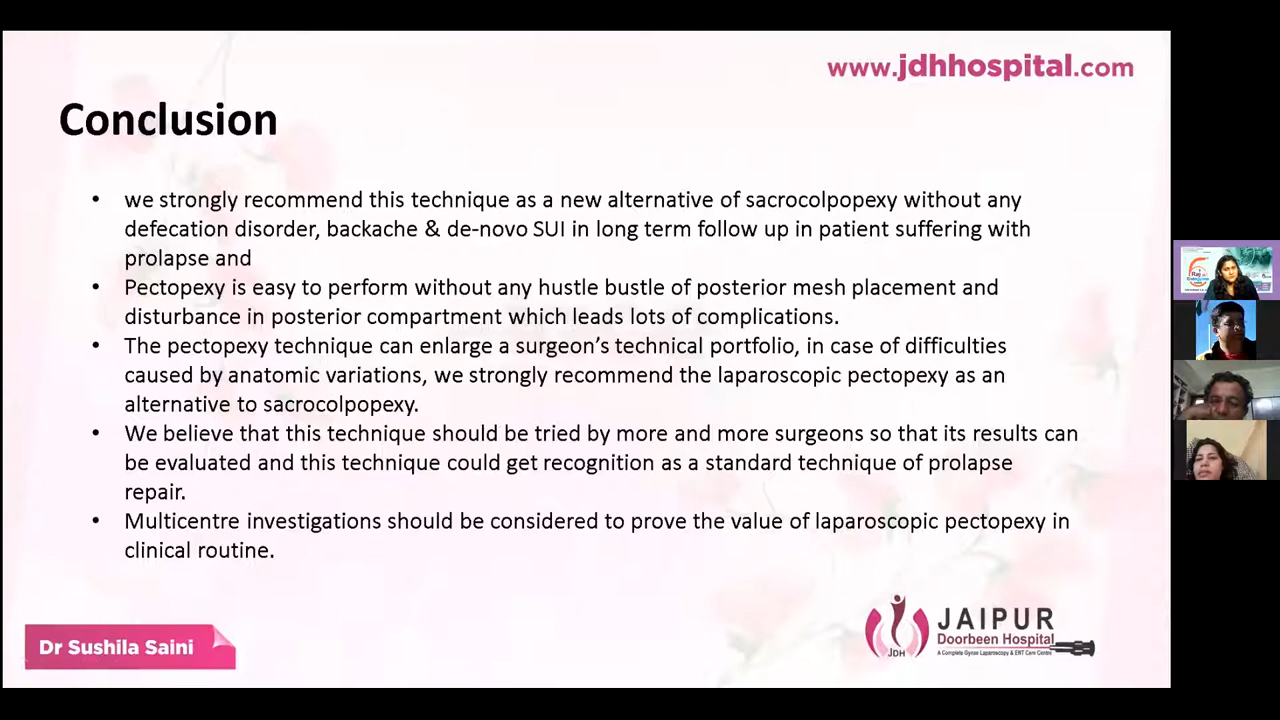 www.jdhhospital.com
Conclusion
• we strongly recommend this technique as a new alternative of sacrocolpopexy without any
defecation disorder, backache & de-novo SUI in long term follow up in patient suffering with
prolapse and
• Pectopexy is easy to perform without any hustle bustle of posterior mesh placement and
disturbance in posterior compartment which leads lots of complications.
• The pectopexy technique can enlarge a surgeon's technical portfolio, in case of difficulties
caused by anatomic variations, we strongly recommend the laparoscopic pectopexy as an
alternative to sacrocolpopexy.
• We believe that this technique should be tried by more and more surgeons so that its results can
be evaluated and this technique could get recognition as a standard technique of prolapse
repair.
• Multicentre investigations should be considered to prove the value of laparoscopic pectopexy in
clinical routine.
Dr Sushila Saini
JDH
JAIPUR
Doorbeen Hospital
A Complete Gynae Laparoscopy & ENT Care Centre
Raj